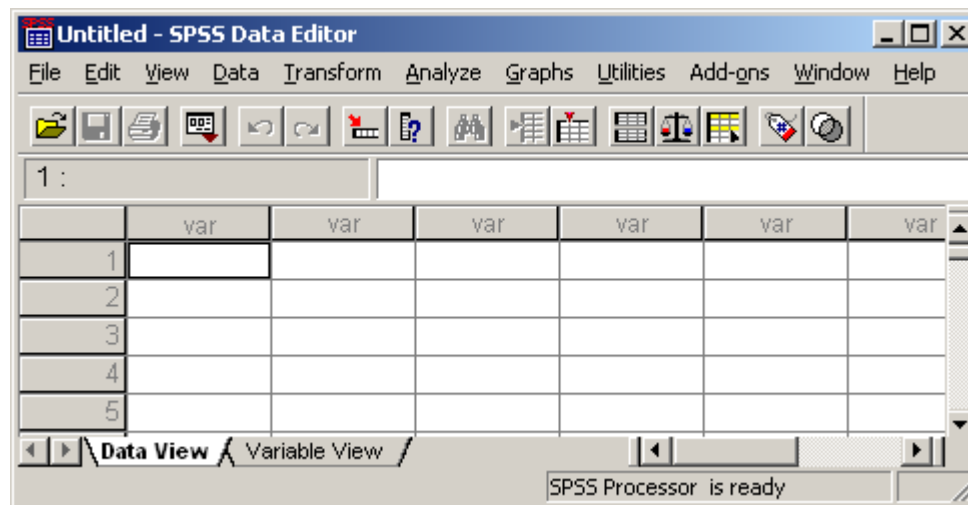 SPSS Untitled - SPSS Data Editor
File Edit View Data Transform Analyze Graphs Utilities Add-ons Window Help
1 :
var var var var var var
1
2
3
4
5
Data View Variable View
SPSS Processor is ready